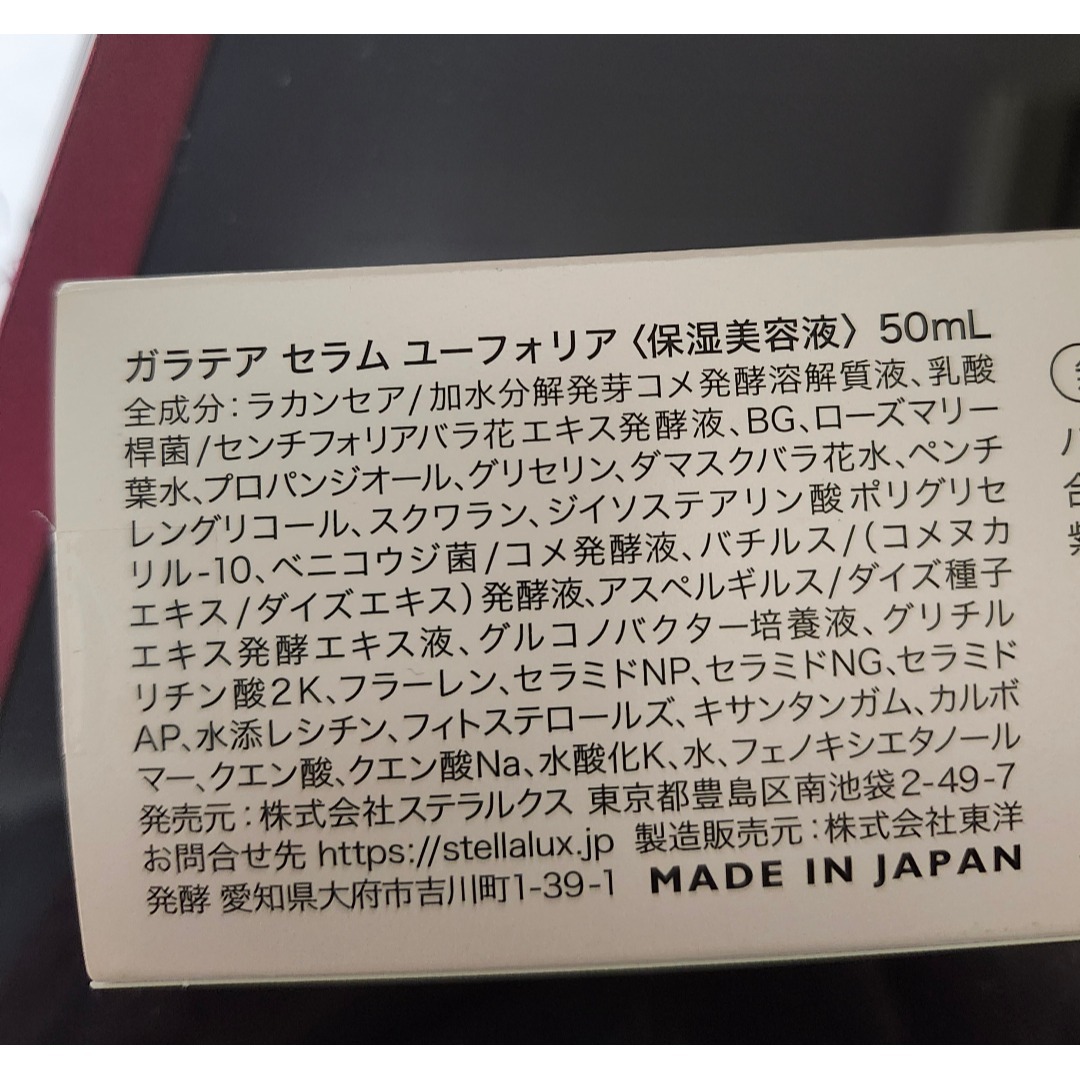 ガラテア セラム ユーフォリア〈保湿美容液〉 50mL
全成分：ラカンセア/加水分解発芽コメ発酵溶解質液、乳酸
桿菌/センチフォリアバラ花エキス発酵液、BG、ローズマリー
葉水、プロパンジオール、グリセリン、ダマスクバラ花水、ペンチ
レングリコール、スクワラン、ジイソステアリン酸ポリグリセ
リル-10、ベニコウジ菌/コメ発酵液、バチルス/(コメヌカ
エキス/ダイズエキス)発酵液、アスペルギルス/ダイズ種子
エキス発酵エキス液、グルコノバクター培養液、グリチル
リチン酸2K、フラーレン、セラミドNP、セラミドNG、セラミド
AP、水添レシチン、フィトステロールズ、キサンタンガム、カルボ
マー、クエン酸、クエン酸Na、水酸化K、水、フェノキシエタノール
発売元：株式会社ステラルクス 東京都豊島区南池袋2-49-7
お問合せ先 https://stellalux.jp 製造販売元：株式会社東洋
発酵 愛知県大府市吉川町1-39-1 MADE IN JAPAN